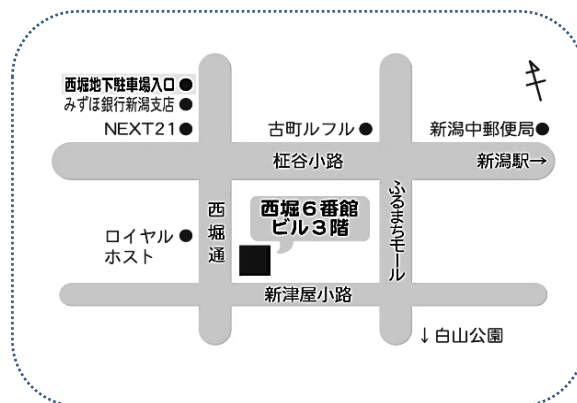 西堀地下駐車場入口●
みずほ銀行新潟支店●
NEXT21●
古町ルフル●
新潟中郵便局●
柾谷小路
新潟駅→
西堀通
西堀６番館
ビル３階
ふるまちモール
ロイヤル●
ホスト
新津屋小路
↓白山公園